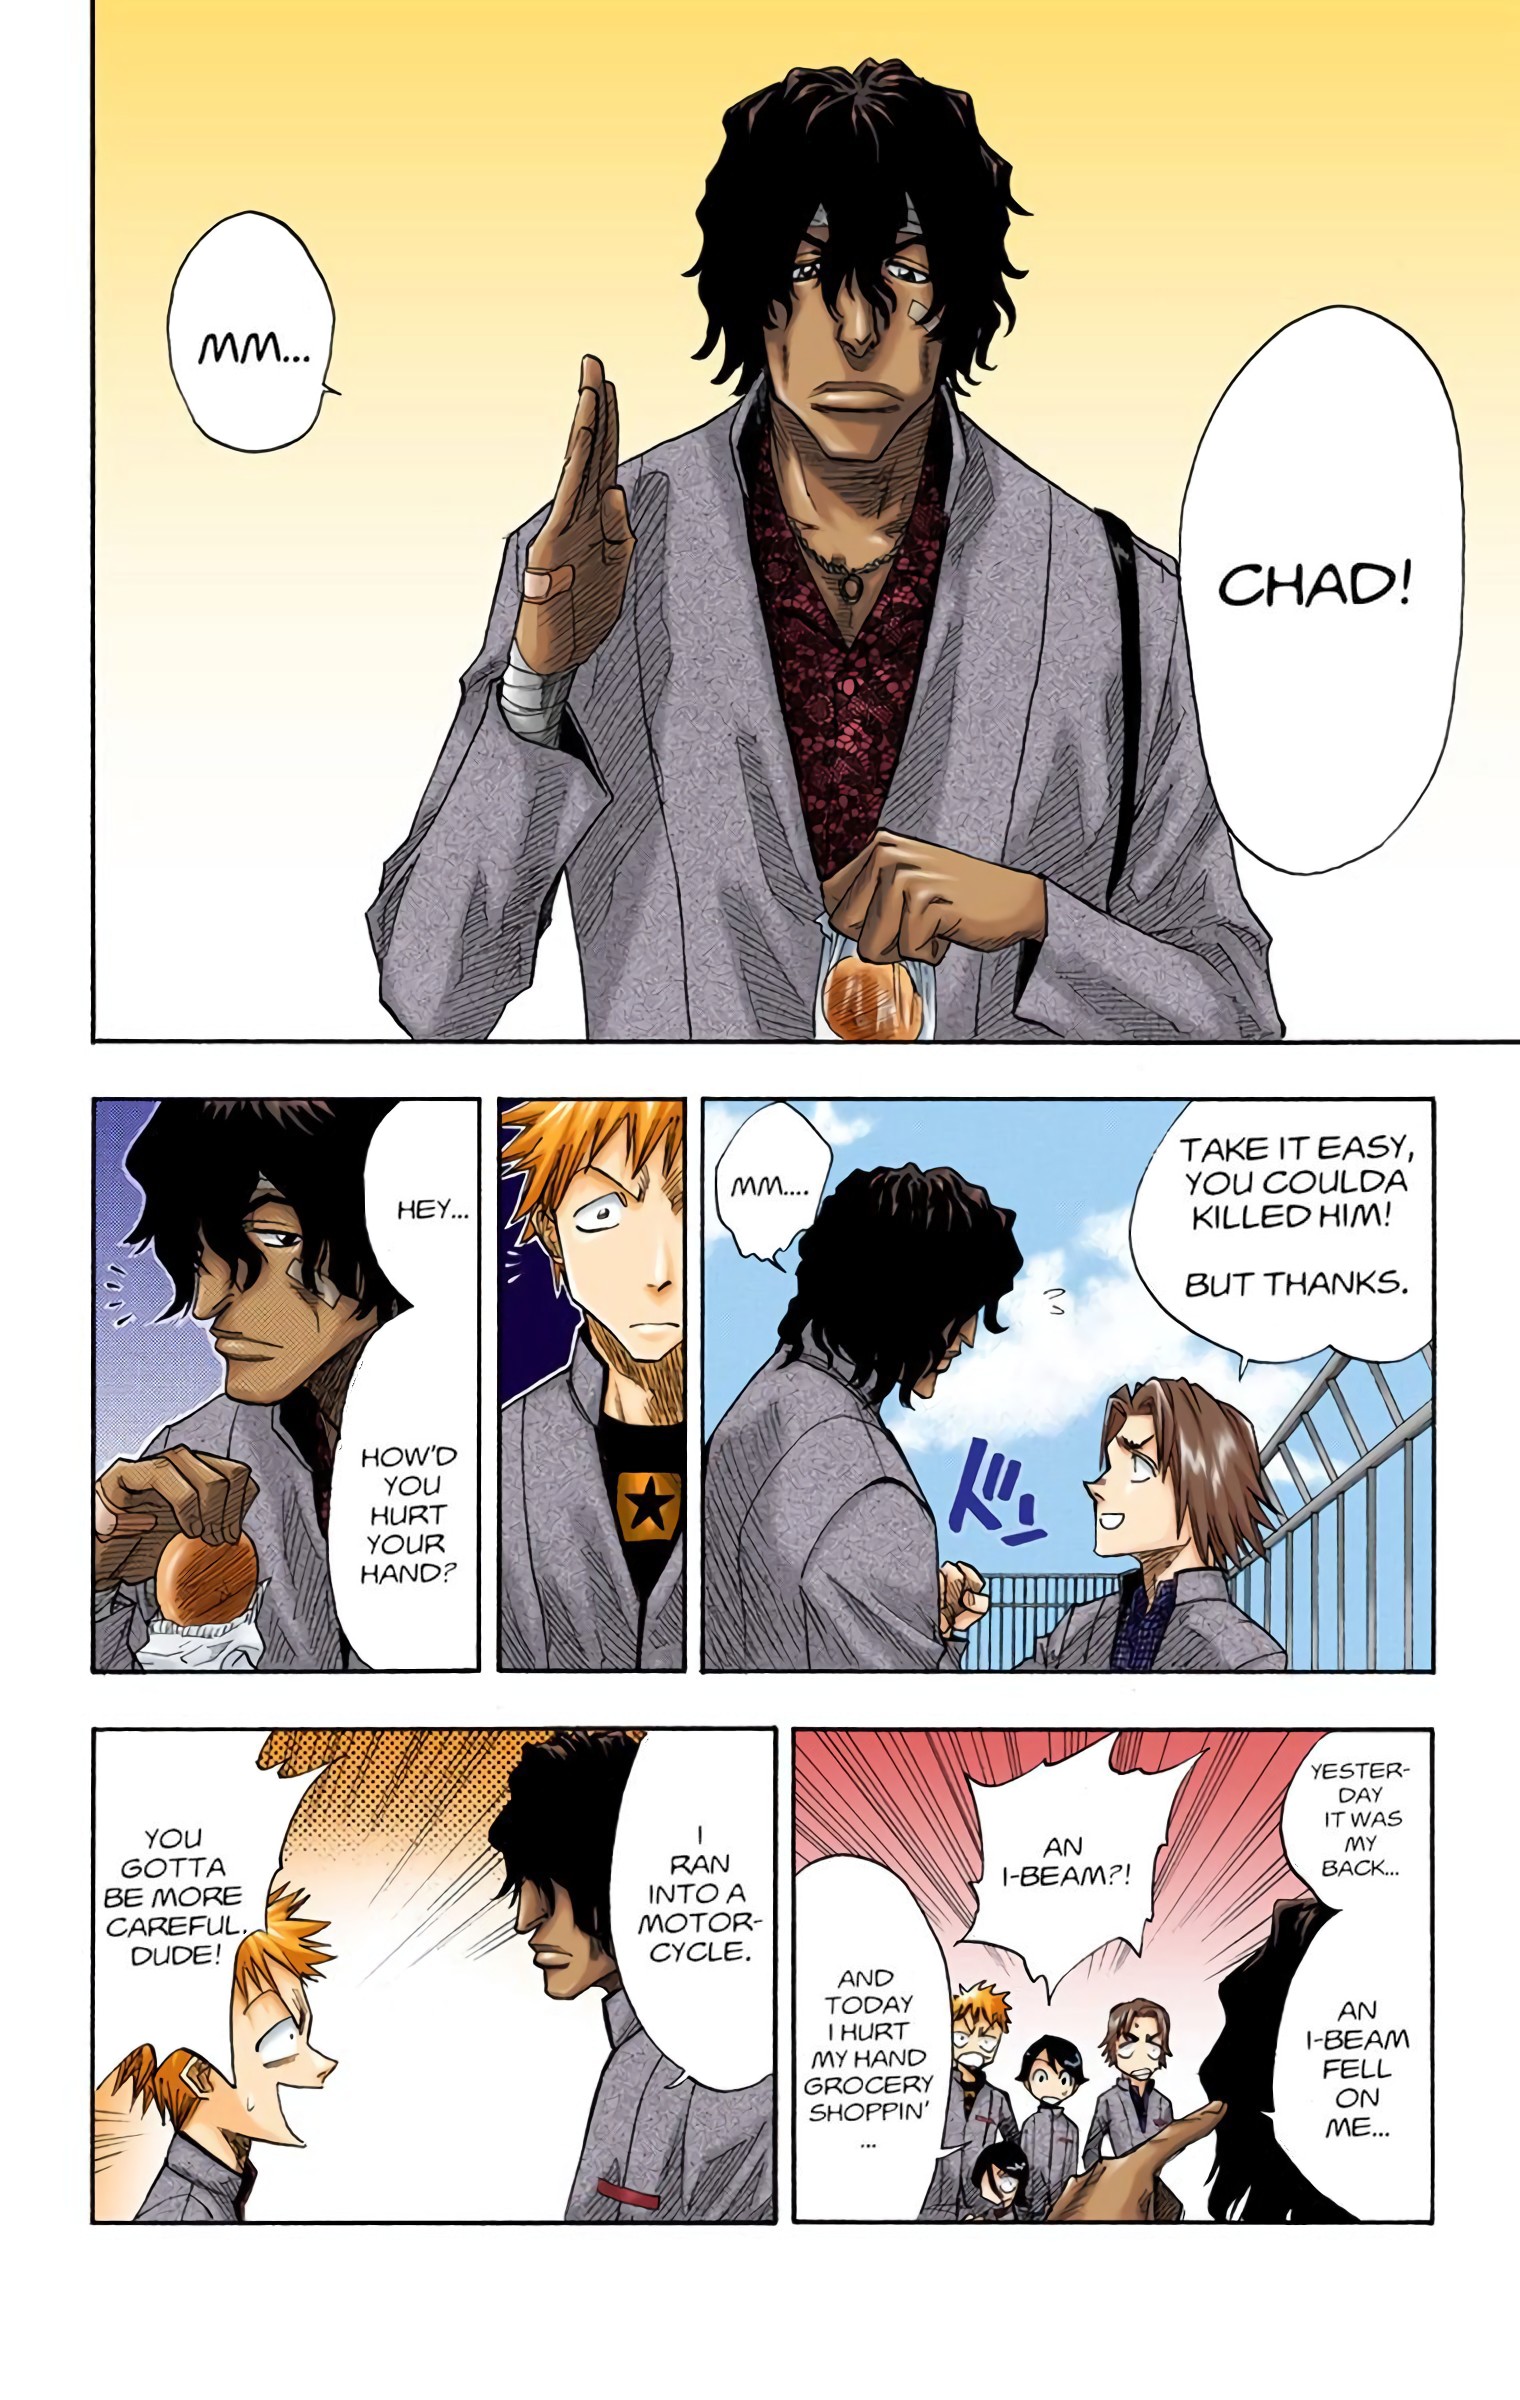 CHAD!
MM...
TAKE IT EASY,
YOU COULDA
KILLED HIM!
BUT THANKS.
MM....
ドン
HEY...
HOW'D
YOU
HURT
YOUR
HAND?
YESTER-
DAY
IT WAS
MY
BACK...
AN
I-BEAM
FELL
ON
ME...
AN
I-BEAM?!
AND
TODAY
I HURT
MY HAND
GROCERY
SHOPPIN'
...
I
RAN
INTO A
MOTOR-
CYCLE.
YOU
GOTTA
BE MORE
CAREFUL,
DUDE!